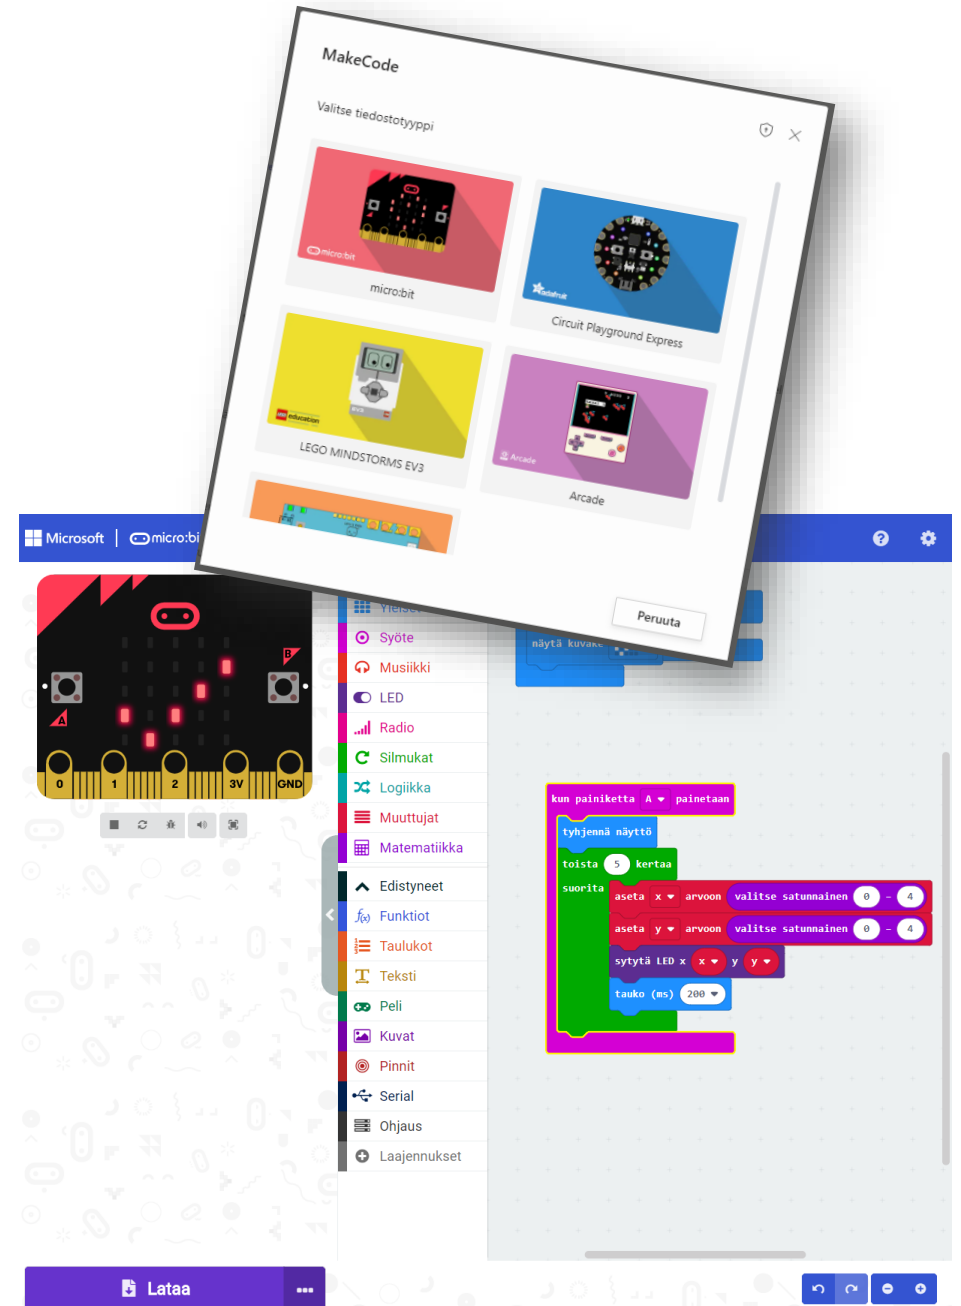 MakeCode
Valitse tiedostotyyppi
micro:bit
micro:bit
adafruit
Circuit Playground Express
LEGO education
EV3
LEGO MINDSTORMS EV3
Arcade
Arcade
Peruuta
Microsoft
micro:bi
A
B
0 1 2 3V GND
Syöte
Musiikki
LED
Radio
Silmukat
Logiikka
Muuttujat
Matematiikka
Edistyneet
f(x) Funktiot
Taulukot
T Teksti
Peli
Kuvat
Pinnit
Serial
Ohjaus
Laajennukset
näytä kuvake
kun painiketta A painetaan
tyhjennä näyttö
toista 5 kertaa
suorita
aseta x arvoon valitse satunnainen 0 - 4
aseta y arvoon valitse satunnainen 0 - 4
sytytä LED x x y y
tauko (ms) 200
Lataa